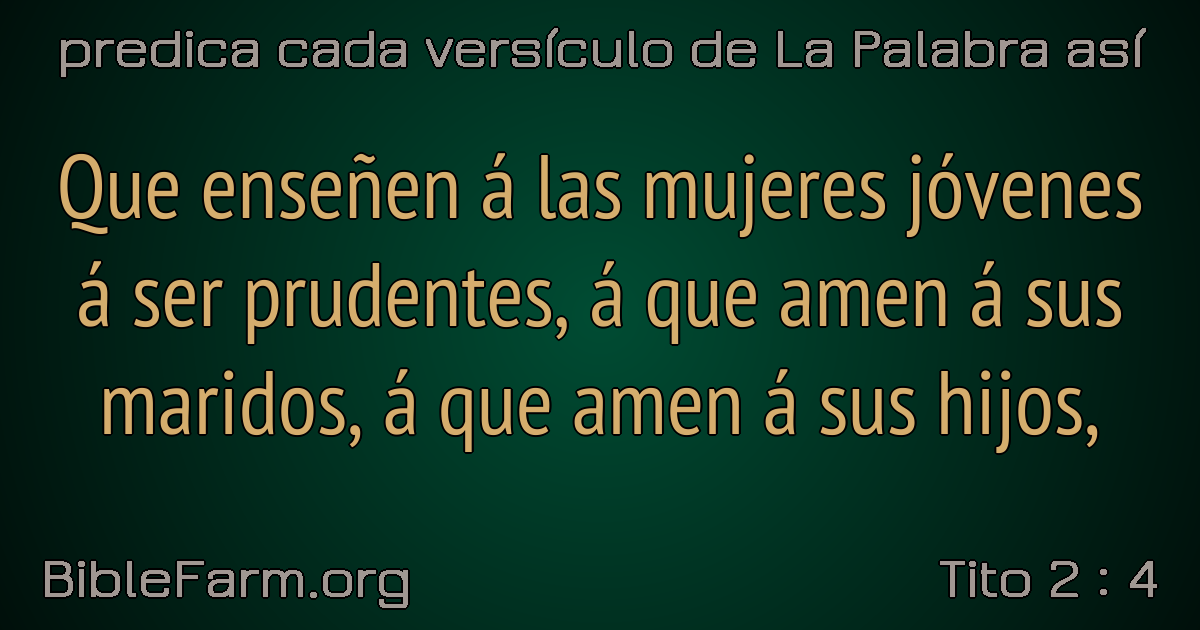 predica cada versículo de La Palabra así
Que enseñen á las mujeres jóvenes
á ser prudentes, á que amen á sus
maridos, á que amen á sus hijos,
BibleFarm.org
Tito 2 : 4